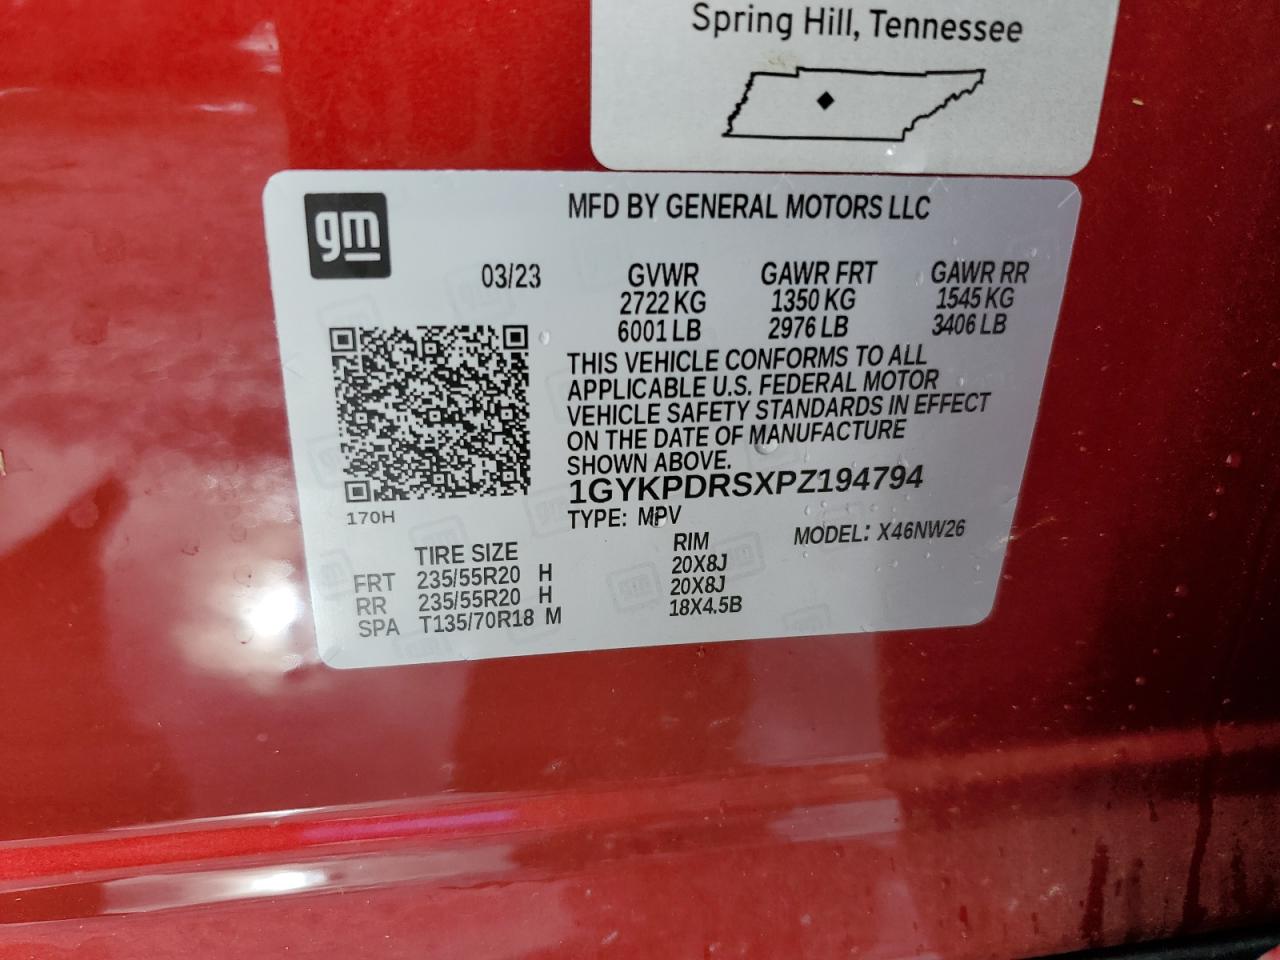 Spring Hill, Tennessee
gm
MFD BY GENERAL MOTORS LLC
03/23 GVWR GAWR FRT GAWR RR
2722 KG 1350 KG 1545 KG
6001 LB 2976 LB 3406 LB
THIS VEHICLE CONFORMS TO ALL
APPLICABLE U.S. FEDERAL MOTOR
VEHICLE SAFETY STANDARDS IN EFFECT
ON THE DATE OF MANUFACTURE
SHOWN ABOVE.
1GYKPDRSXPZ194794
170H
TYPE: MPV MODEL: X46NW26
TIRE SIZE RIM
FRT 235/55R20 H 20X8J
RR 235/55R20 H 20X8J
SPA T135/70R18 M 18X4.5B